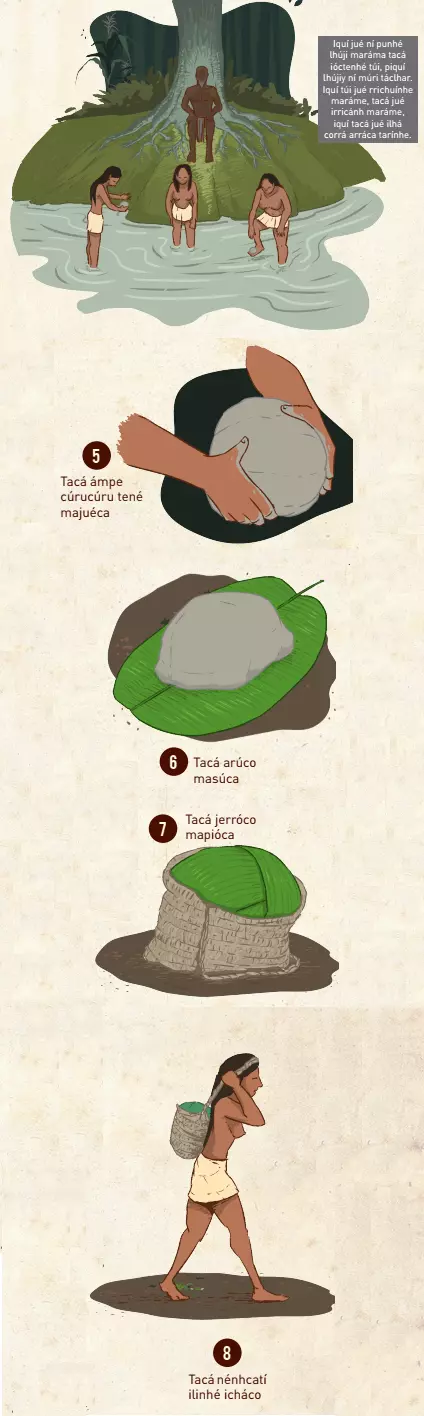 Iquí jué ní punhé
lhúji maráma tacá
ióctenhé túi, piquí
lhújiy ní múri táclhar.
Iquí túi jué rrichuínhe
maráme, tacá jué
irricánh maráme,
iquí tacá jué ilhá
corrá arráca tarínhe.
5
Tacá ámpe
cúrucúru tené
majuéca
6
Tacá arúco
masúca
7
Tacá jerróco
mapióca
8
Tacá nénhcatí
ilinhé icháco